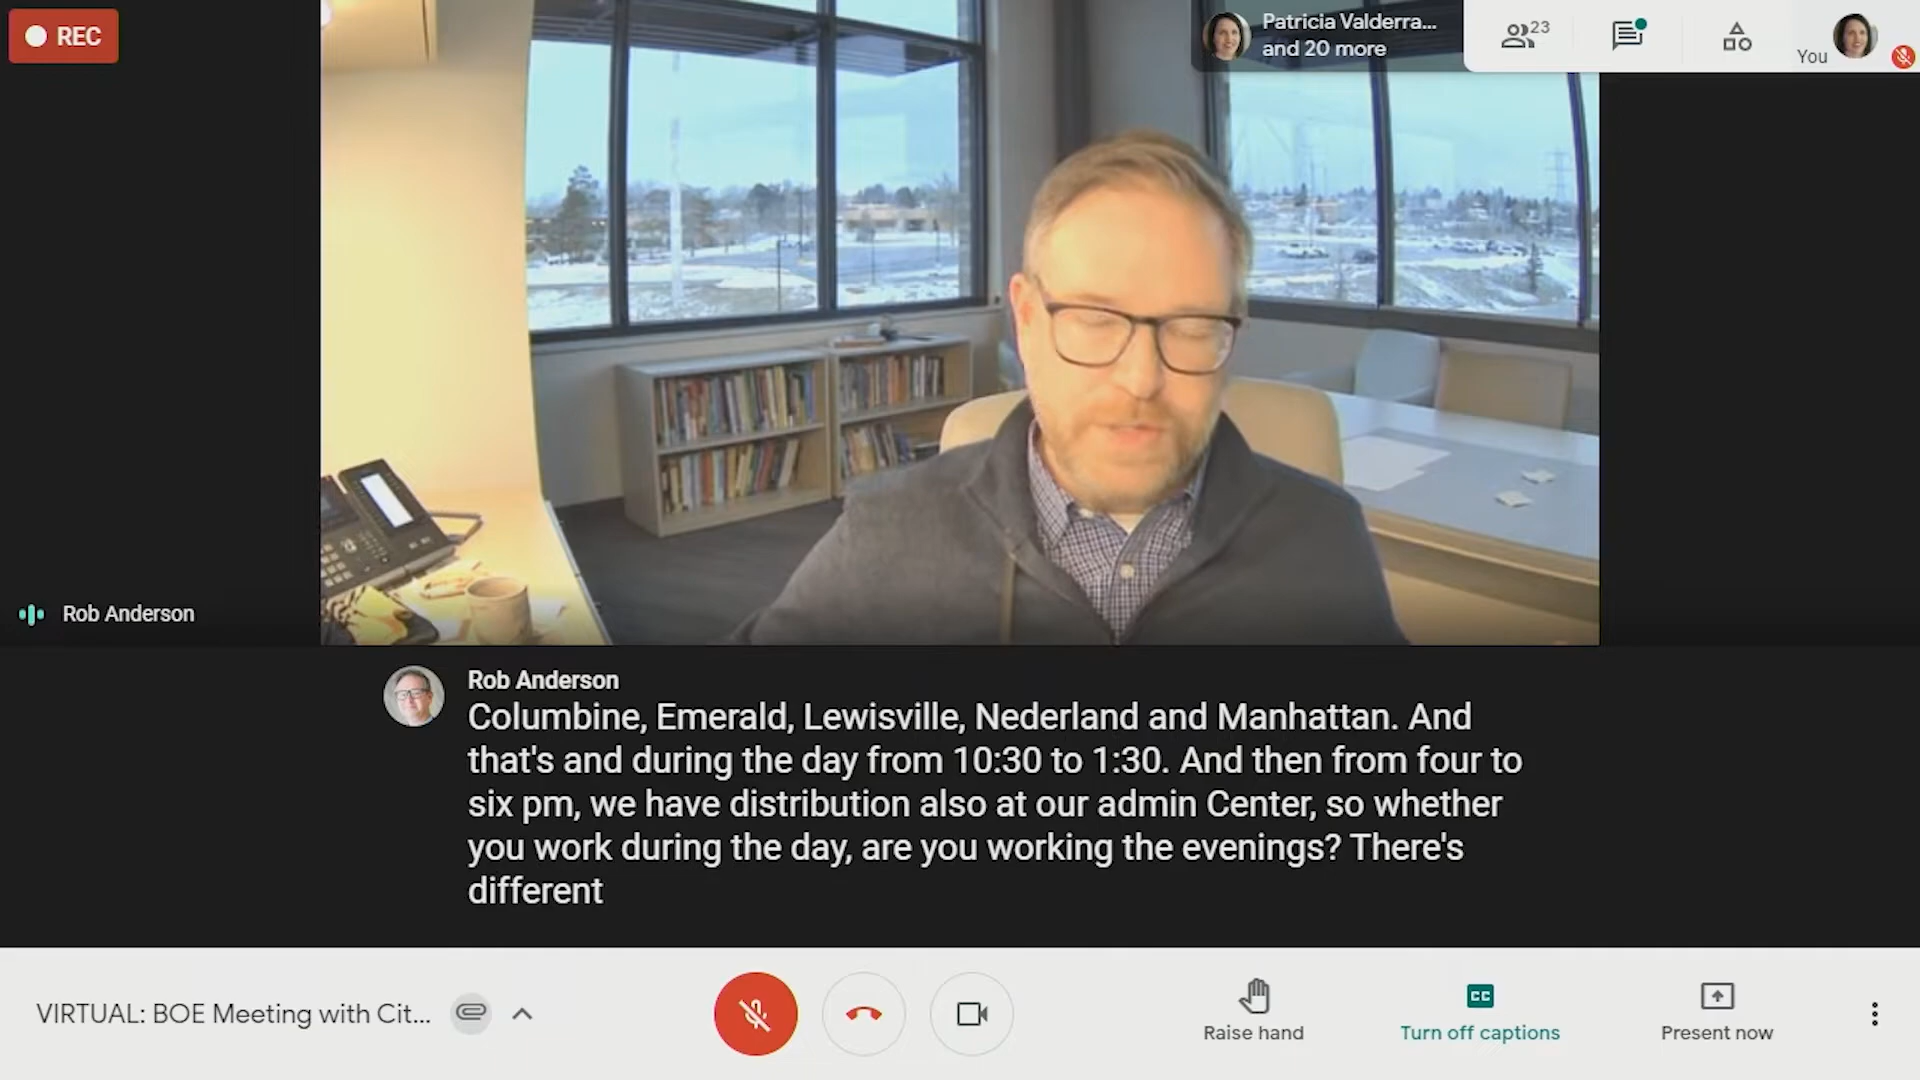 REC
Patricia Valderra...
and 20 more
23
You
Rob Anderson
Rob Anderson
Columbine, Emerald, Lewisville, Nederland and Manhattan. And
that's and during the day from 10:30 to 1:30. And then from four to
six pm, we have distribution also at our admin Center, so whether
you work during the day, are you working the evenings? There's
different
VIRTUAL: BOE Meeting with Cit...
Raise hand
CC
Turn off captions
Present now